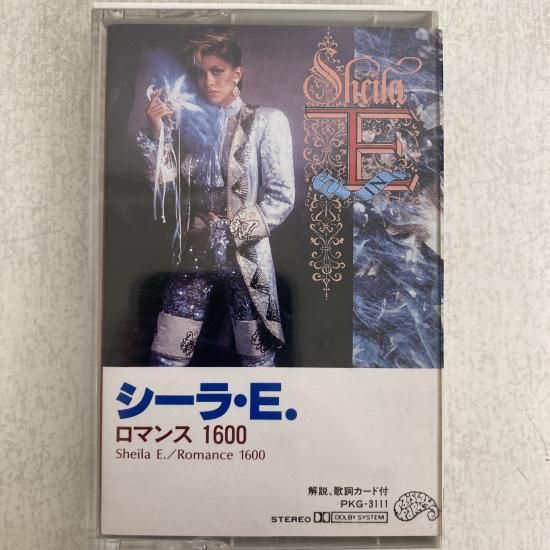 Sheila
E
IN
シーラ・E.
ロマンス 1600
Sheila E./Romance 1600
解説、歌詞カード付
PKG-3111
STEREO DOLBY SYSTEM